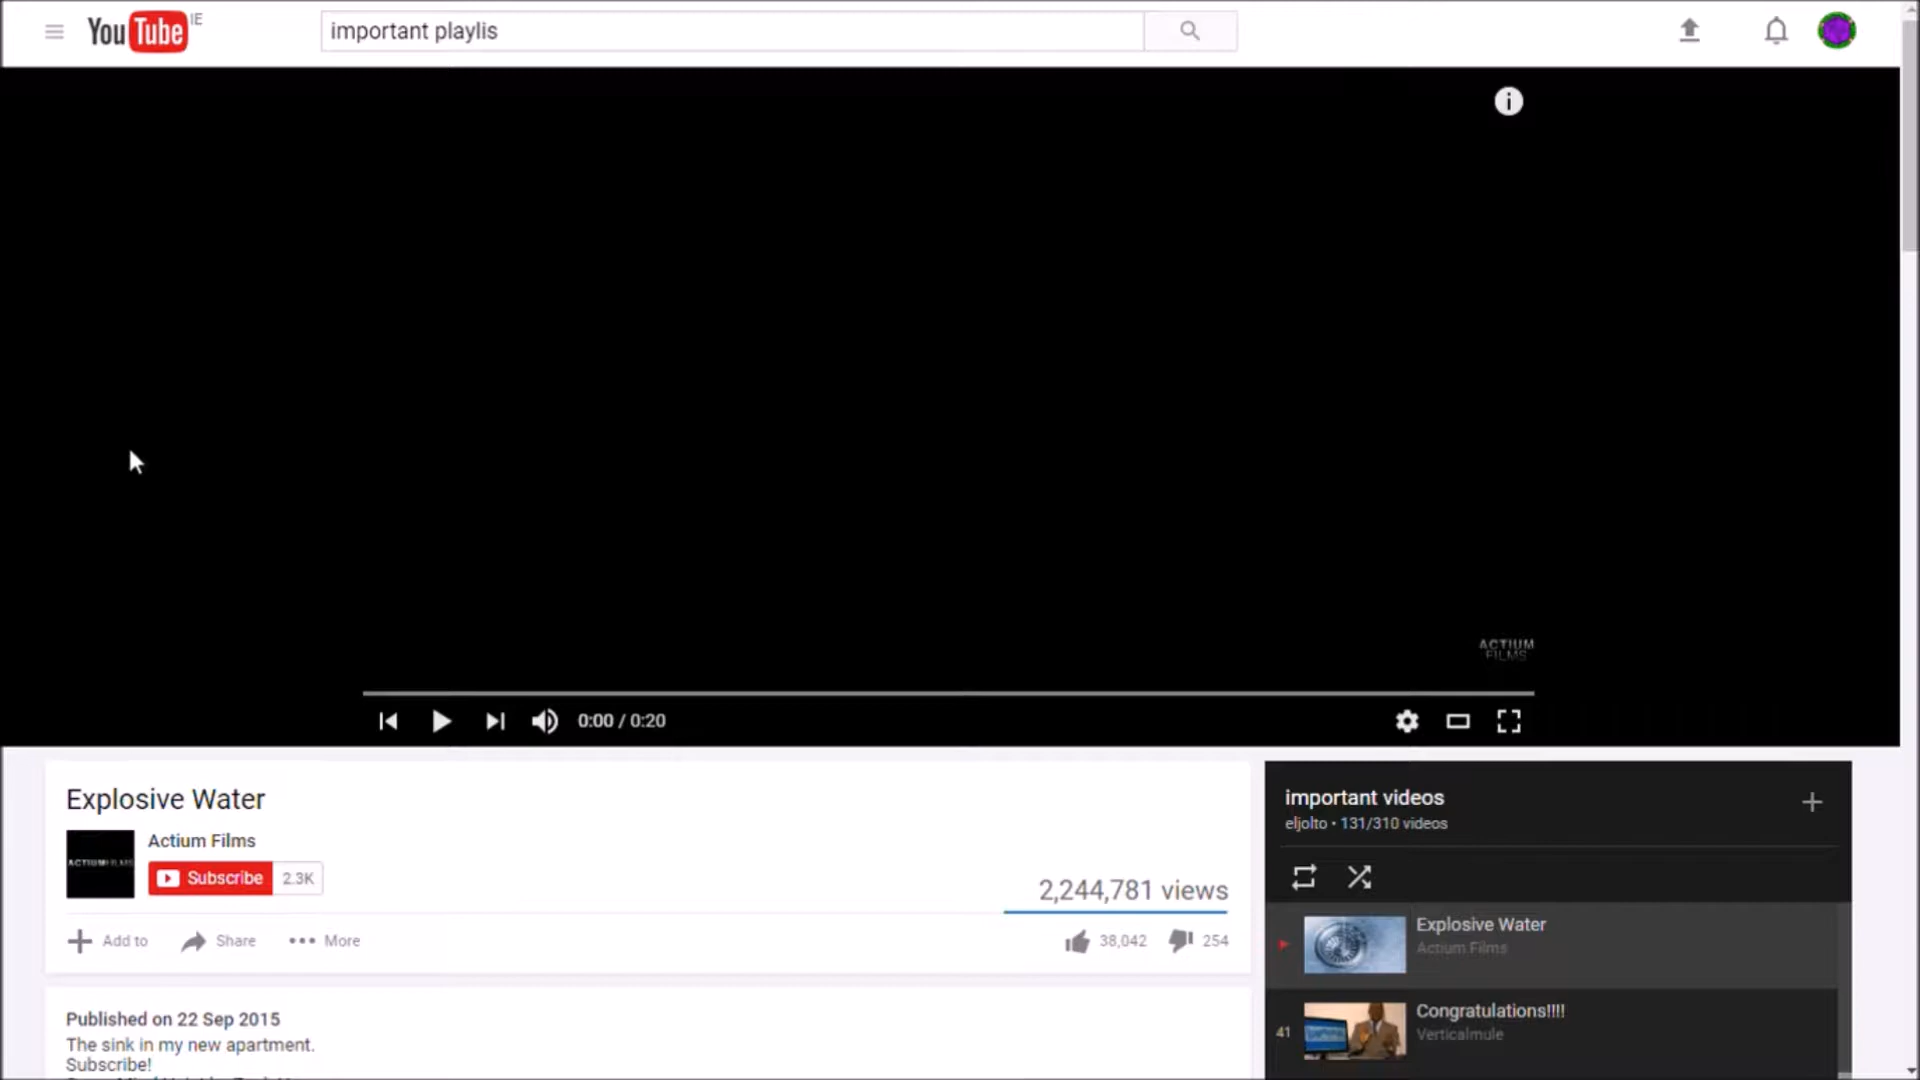 YouTube IE
important playlis
i
ACTIUM
FILMS
0:00 / 0:20
Explosive Water
ACTIUM FILMS
Actium Films
Subscribe 2.3K
2,244,781 views
Add to Share More 38,042 254
Published on 22 Sep 2015
The sink in my new apartment.
Subscribe!
important videos
eljolto • 131/310 videos
Explosive Water
Actium Films
41
Congratulations!!!!
Verticalmule